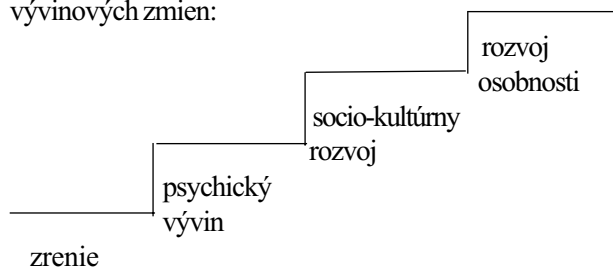 vývinových zmien:
rozvoj
osobnosti
socio-kultúrny
rozvoj
psychický
vývin
zrenie